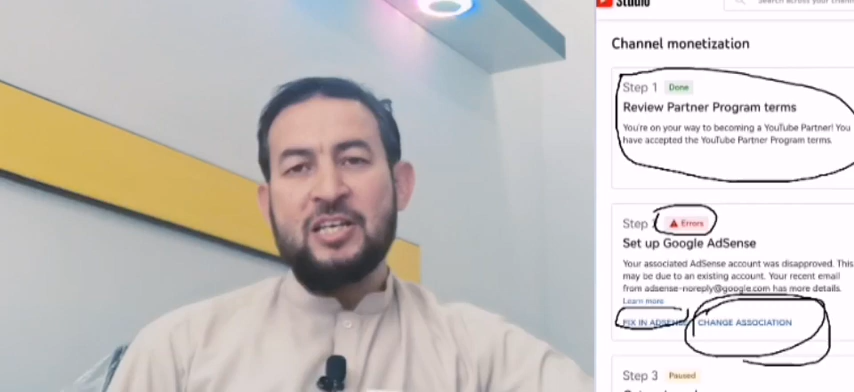 Studio
Channel monetization
Step 1 Done
Review Partner Program terms
You're on your way to becoming a YouTube Partner! You
have accepted the YouTube Partner Program terms.
Step Errors
Set up Google AdSense
Your associated AdSense account was disapproved. This
may be due to an existing account. Your recent email
from adsense-noreply@google.com has more details.
Learn more
FIX IN ADSENSE CHANGE ASSOCIATION
Step 3 Paused